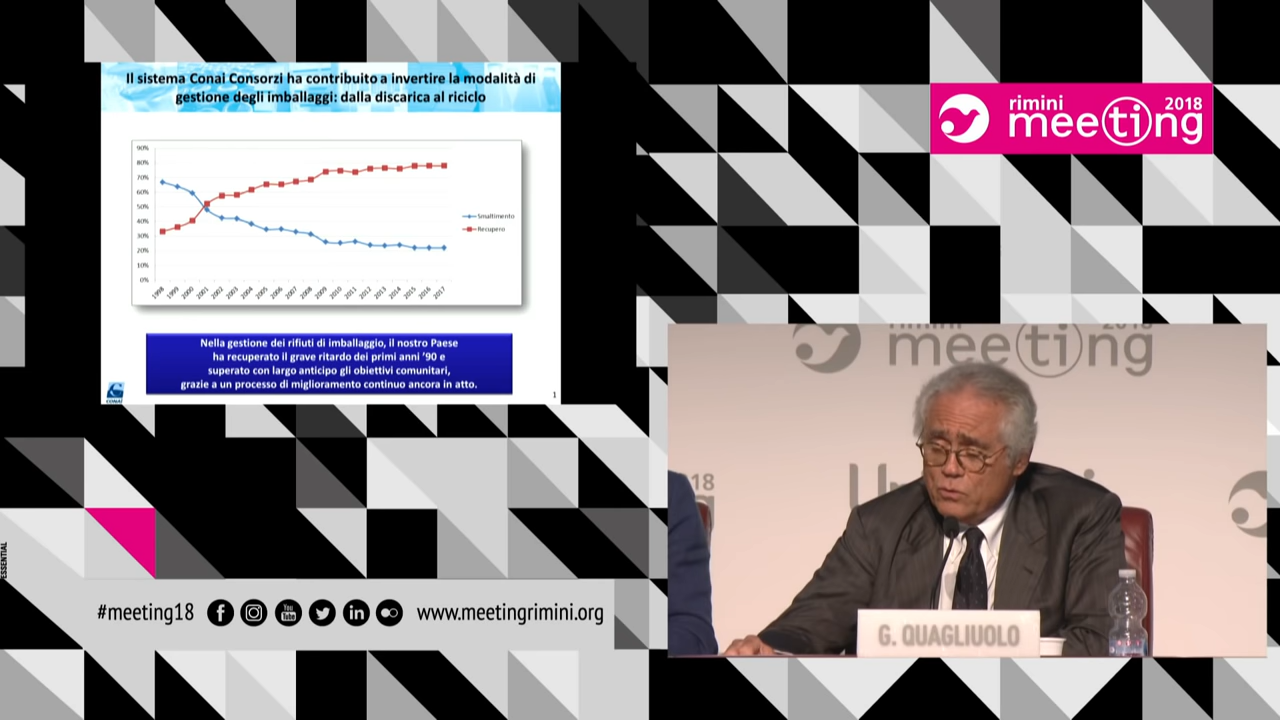 Il sistema Conai Consorzi ha contribuito a invertire la modalità di
gestione degli imballaggi: dalla discarica al riciclo
90%
80%
70%
60%
50%
40%
30%
20%
10%
0%
1998
1999
2000
2001
2002
2003
2004
2005
2006
2007
2008
2009
2010
2011
2012
2013
2014
2015
2016
2017
Smaltimento
Recupero
Nella gestione dei rifiuti di imballaggio, il nostro Paese
ha recuperato il grave ritardo dei primi anni '90 e
superato con largo anticipo gli obiettivi comunitari,
grazie a un processo di miglioramento continuo ancora in atto.
CONAI
1
rimini 2018
meeting
rimini 2018
meeting
18
G. QUAGLIUOLO
ESSENTIAL
#meeting18
You
Tube
www.meetingrimini.org